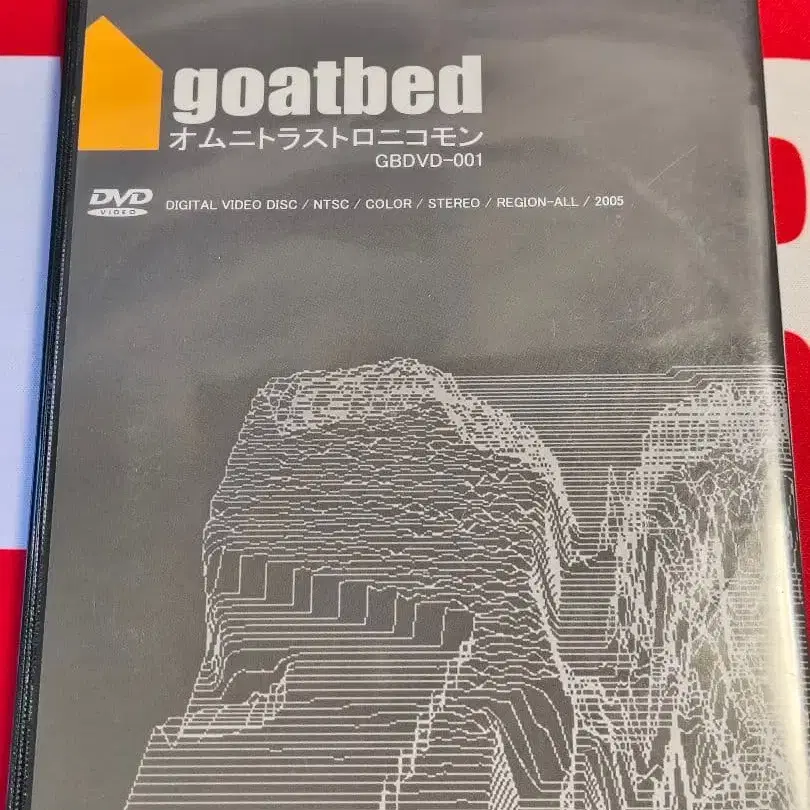 goatbed
オムニトラストロニコモン
GBDVD-001
DVD
VIDEO
DIGITAL VIDEO DISC / NTSC / COLOR / STEREO / REGION-ALL / 2005